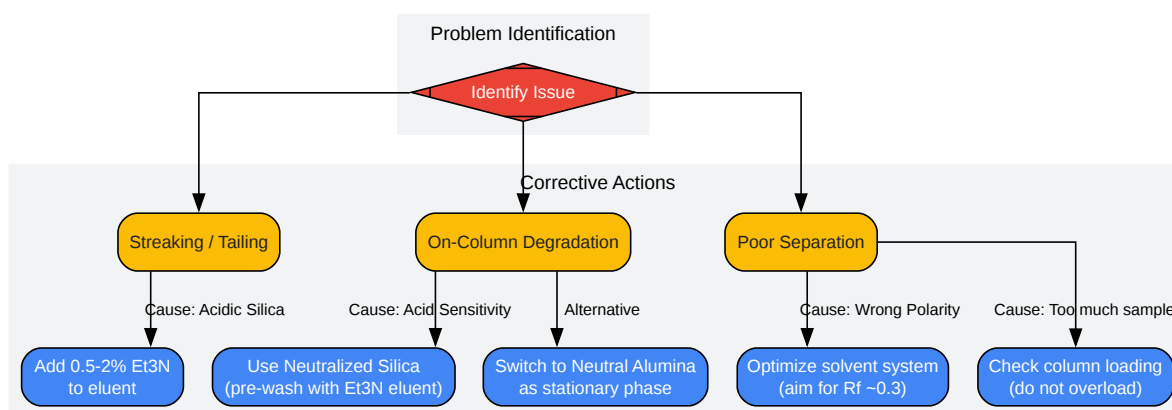 Problem Identification
Identify Issue
Corrective Actions
Streaking / Tailing
On-Column Degradation
Poor Separation
Cause: Acidic Silica
Cause: Acid Sensitivity
Alternative
Cause: Wrong Polarity
Cause: Too much sample
Add 0.5-2% Et3N
to eluent
Use Neutralized Silica
(pre-wash with Et3N eluent)
Switch to Neutral Alumina
as stationary phase
Optimize solvent system
(aim for Rf ~0.3)
Check column loading
(do not overload)